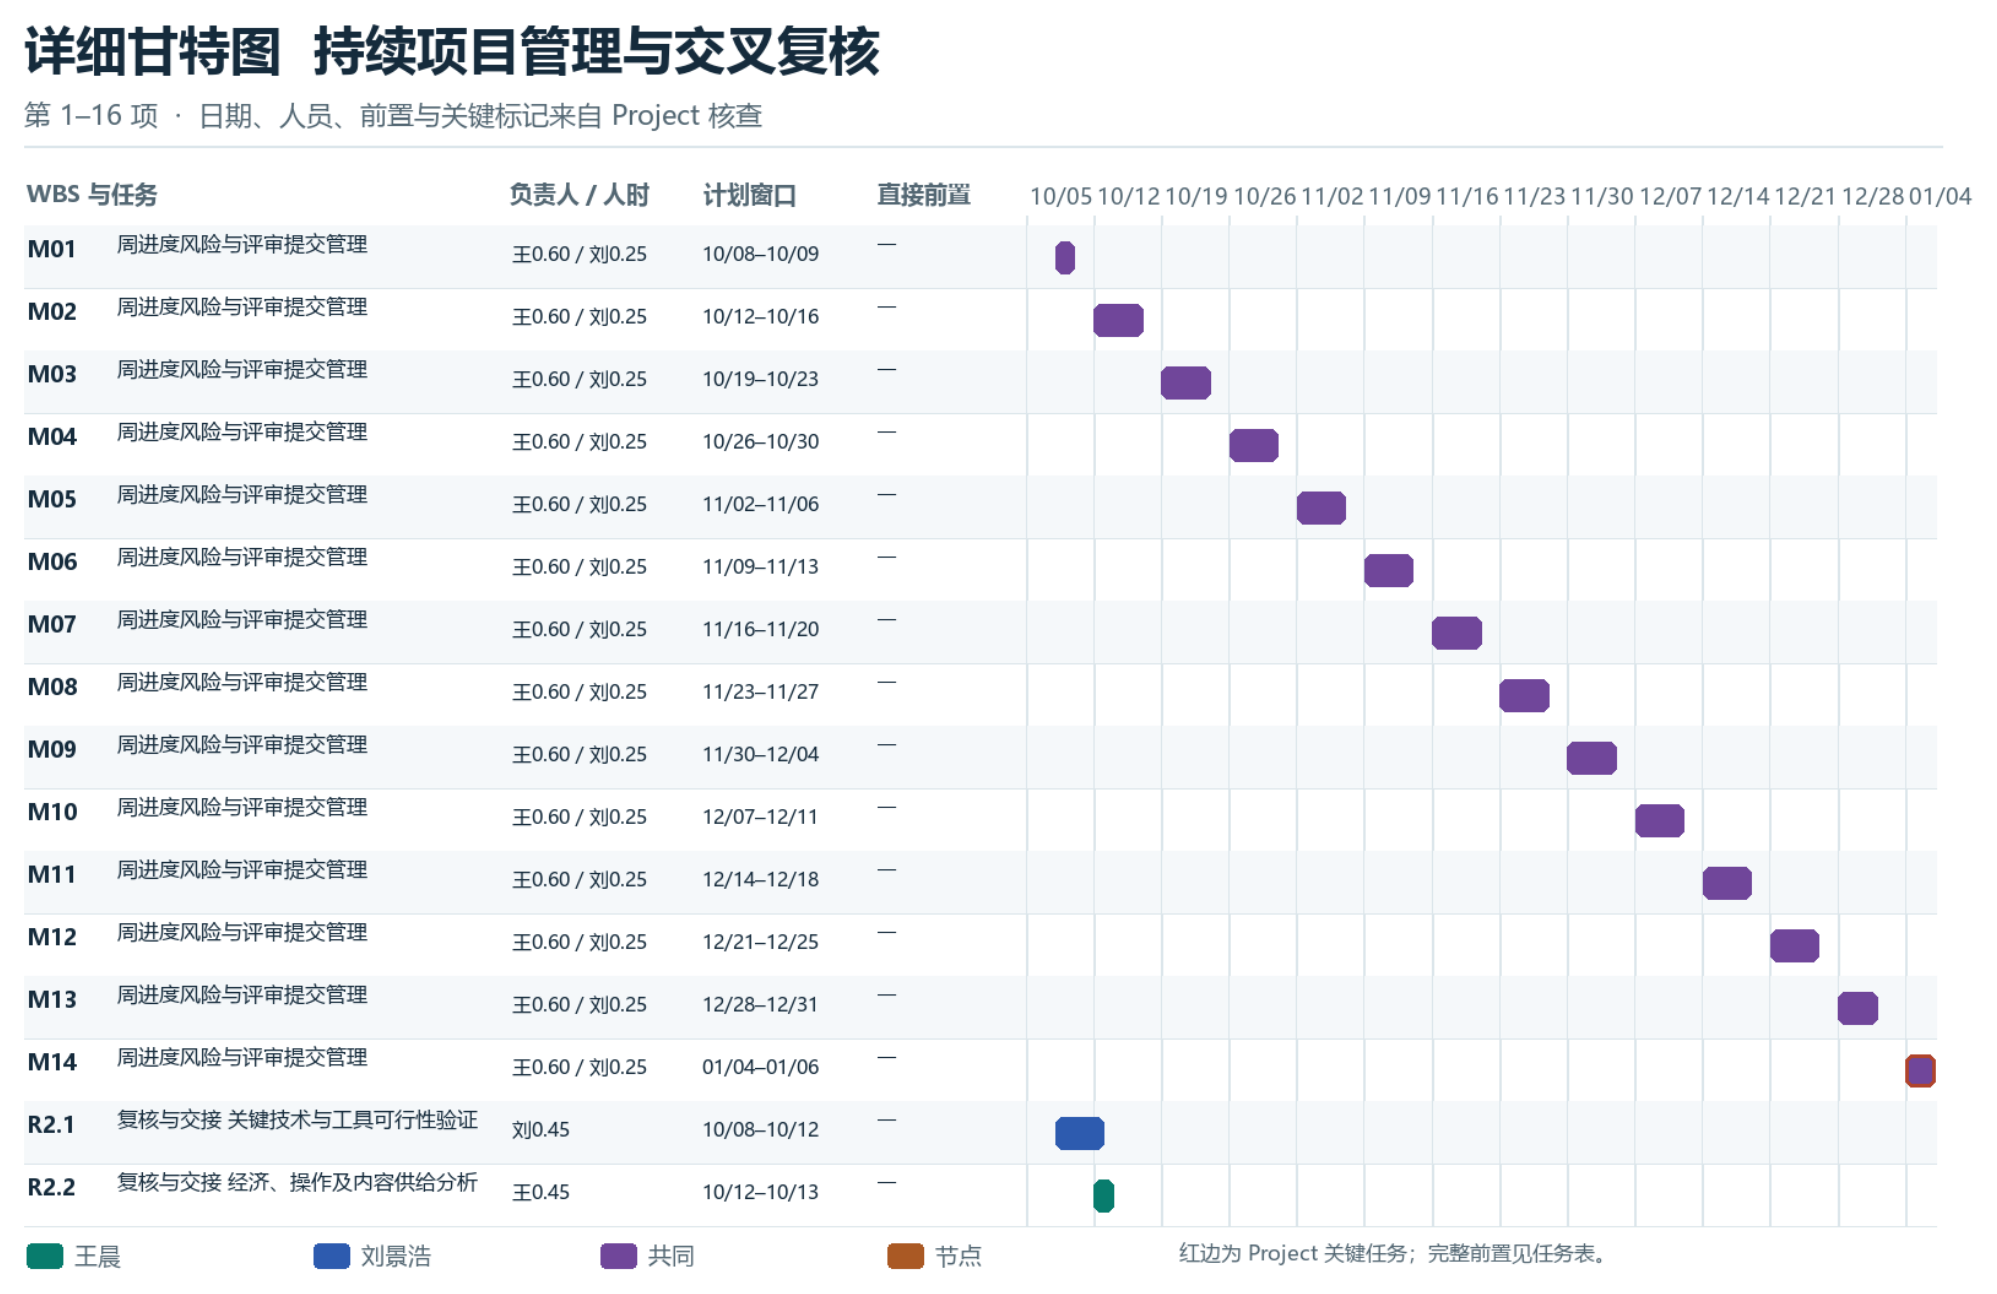 详细甘特图 持续项目管理与交叉复核
第 1–16 项 · 日期、人员、前置与关键标记来自 Project 核查
WBS 与任务 负责人 / 人时 计划窗口 直接前置 10/05 10/12 10/19 10/26 11/02 11/09 11/16 11/23 11/30 12/07 12/14 12/21 12/28 01/04
M01 周进度风险与评审提交管理 王0.60 / 刘0.25 10/08–10/09 —
M02 周进度风险与评审提交管理 王0.60 / 刘0.25 10/12–10/16 —
M03 周进度风险与评审提交管理 王0.60 / 刘0.25 10/19–10/23 —
M04 周进度风险与评审提交管理 王0.60 / 刘0.25 10/26–10/30 —
M05 周进度风险与评审提交管理 王0.60 / 刘0.25 11/02–11/06 —
M06 周进度风险与评审提交管理 王0.60 / 刘0.25 11/09–11/13 —
M07 周进度风险与评审提交管理 王0.60 / 刘0.25 11/16–11/20 —
M08 周进度风险与评审提交管理 王0.60 / 刘0.25 11/23–11/27 —
M09 周进度风险与评审提交管理 王0.60 / 刘0.25 11/30–12/04 —
M10 周进度风险与评审提交管理 王0.60 / 刘0.25 12/07–12/11 —
M11 周进度风险与评审提交管理 王0.60 / 刘0.25 12/14–12/18 —
M12 周进度风险与评审提交管理 王0.60 / 刘0.25 12/21–12/25 —
M13 周进度风险与评审提交管理 王0.60 / 刘0.25 12/28–12/31 —
M14 周进度风险与评审提交管理 王0.60 / 刘0.25 01/04–01/06 —
R2.1 复核与交接 关键技术与工具可行性验证 刘0.45 10/08–10/12 —
R2.2 复核与交接 经济、操作及内容供给分析 王0.45 10/12–10/13 —
王晨 刘景浩 共同 节点 红边为 Project 关键任务；完整前置见任务表。